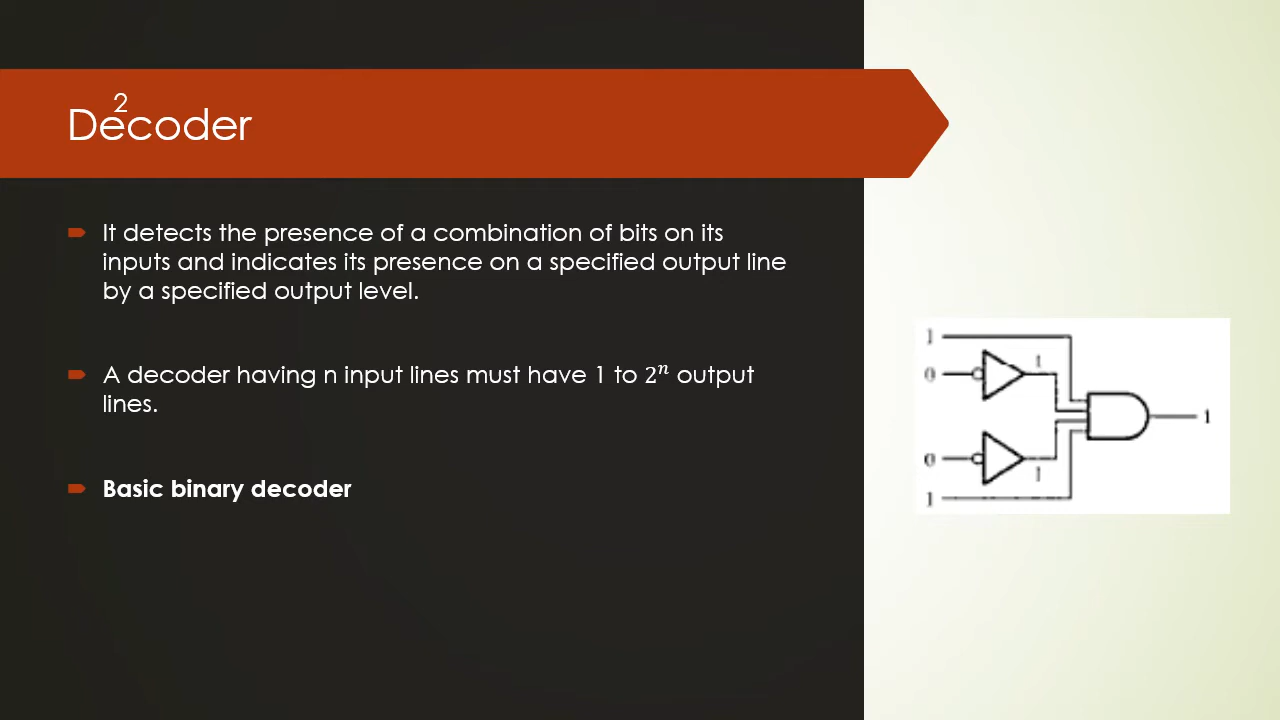 2
Decoder
It detects the presence of a combination of bits on its
inputs and indicates its presence on a specified output line
by a specified output level.
A decoder having n input lines must have 1 to 2ⁿ output
lines.
Basic binary decoder
1
0
1
1
0
1
1